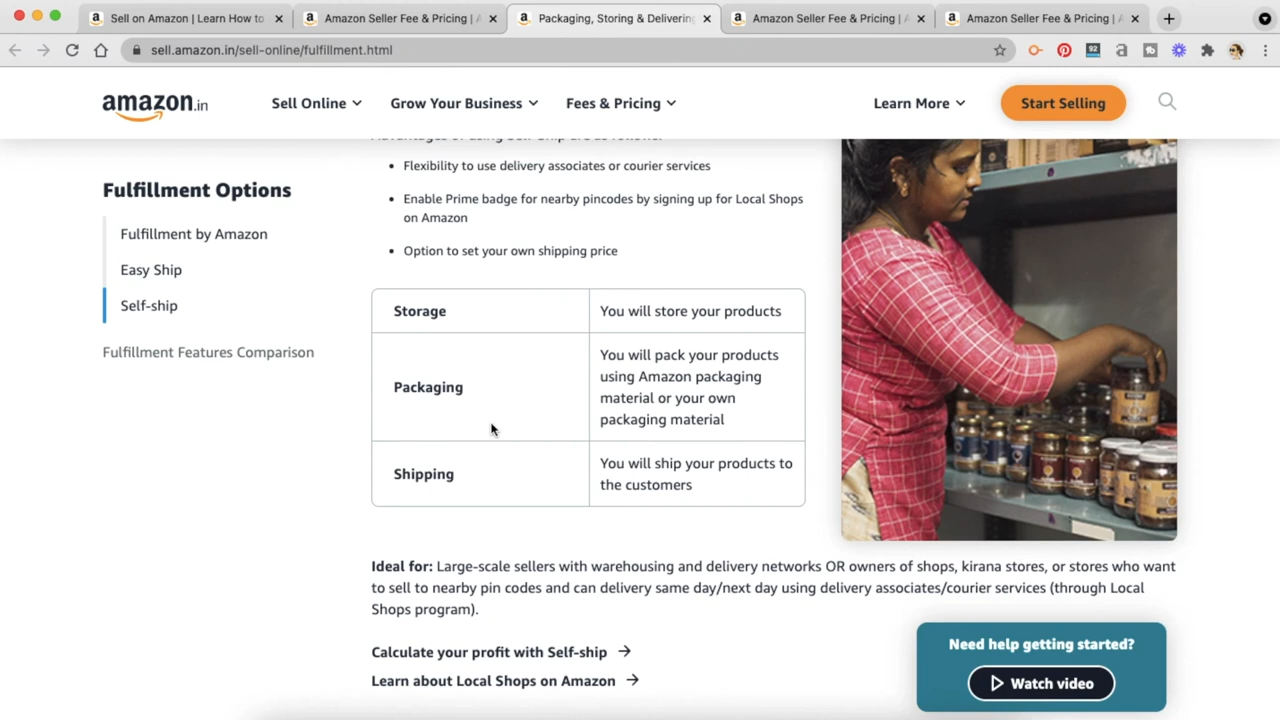 Sell on Amazon | Learn How to
Amazon Seller Fee & Pricing | A
Packaging, Storing & Delivering
Amazon Seller Fee & Pricing | A
Amazon Seller Fee & Pricing | A
sell.amazon.in/sell-online/fulfillment.html
92
amazon.in
Sell Online
Grow Your Business
Fees & Pricing
Learn More
Start Selling
Advantages of using Self Ship are as follower
• Flexibility to use delivery associates or courier services
• Enable Prime badge for nearby pincodes by signing up for Local Shops
on Amazon
• Option to set your own shipping price
Fulfillment Options
Fulfillment by Amazon
Easy Ship
Self-ship
Fulfillment Features Comparison
Storage
You will store your products
Packaging
You will pack your products
using Amazon packaging
material or your own
packaging material
Shipping
You will ship your products to
the customers
Ideal for: Large-scale sellers with warehousing and delivery networks OR owners of shops, kirana stores, or stores who want
to sell to nearby pin codes and can delivery same day/next day using delivery associates/courier services (through Local
Shops program).
Calculate your profit with Self-ship →
Learn about Local Shops on Amazon →
Need help getting started?
Watch video